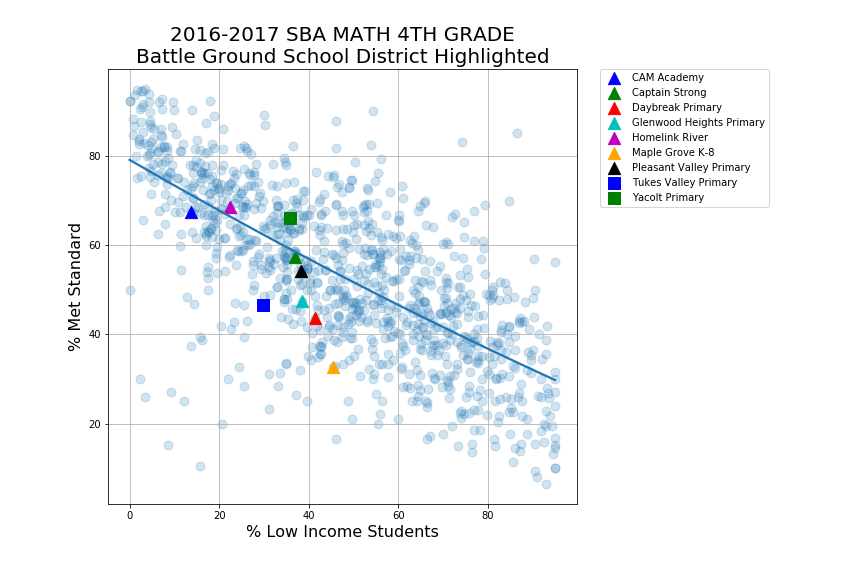 2016-2017 SBA MATH 4TH GRADE
Battle Ground School District Highlighted
% Met Standard
80
60
40
20
0
20
40
60
80
% Low Income Students
CAM Academy
Captain Strong
Daybreak Primary
Glenwood Heights Primary
Homelink River
Maple Grove K-8
Pleasant Valley Primary
Tukes Valley Primary
Yacolt Primary